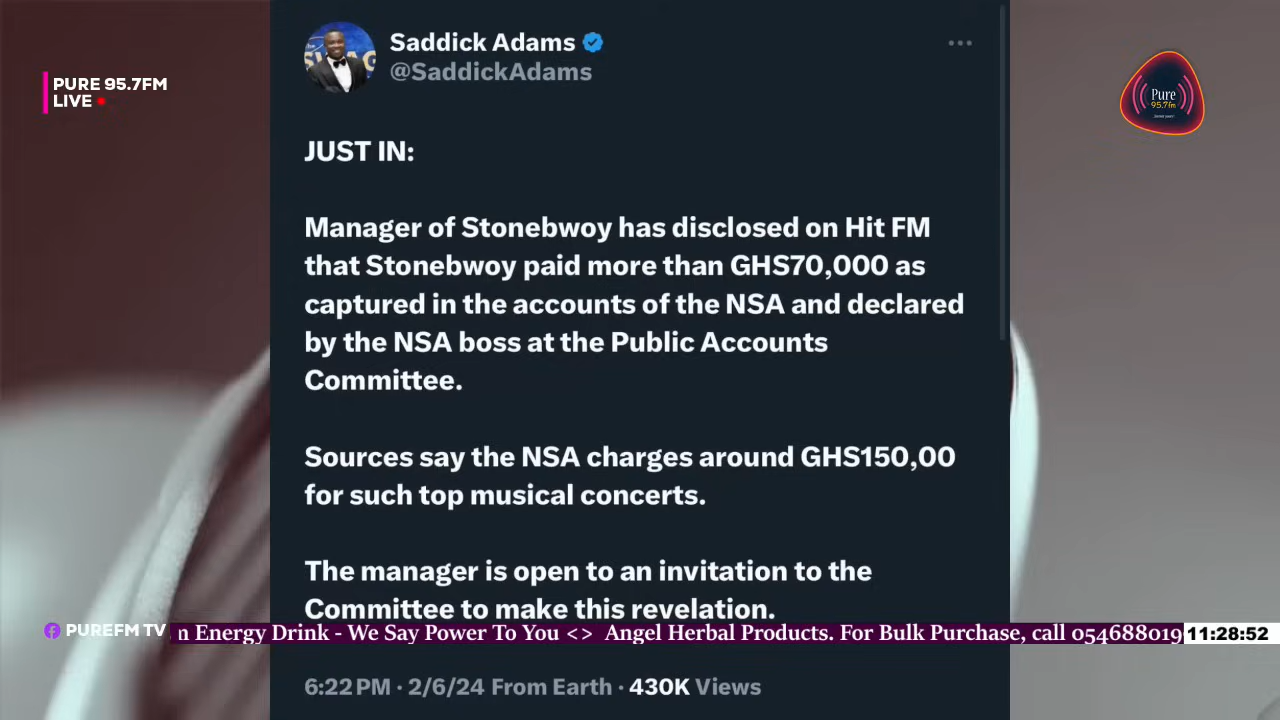 PURE 95.7FM
LIVE
Saddick Adams
@SaddickAdams
Pure
95.7fm
JUST IN:
Manager of Stonebwoy has disclosed on Hit FM
that Stonebwoy paid more than GHS70,000 as
captured in the accounts of the NSA and declared
by the NSA boss at the Public Accounts
Committee.
Sources say the NSA charges around GHS150,00
for such top musical concerts.
The manager is open to an invitation to the
Committee to make this revelation.
PUREFM TV
n Energy Drink - We Say Power To You <> Angel Herbal Products. For Bulk Purchase, call 054688019
11:28:52
6:22 PM · 2/6/24 From Earth · 430K Views